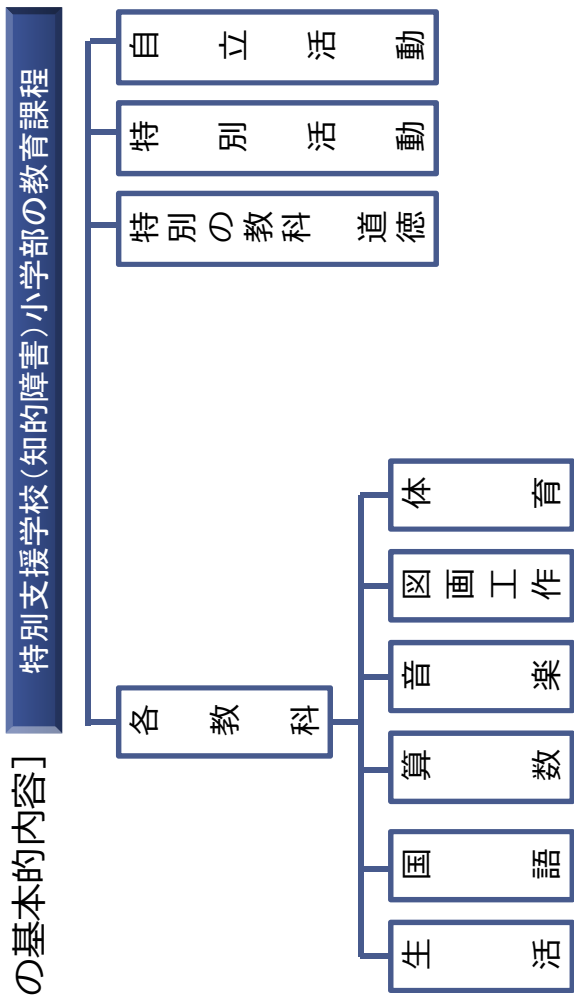 の基本的内容]
特別支援学校(知的障害)小学部の教育課程
各教科
特別の教科 道徳
特別活動
自立活動
生活
国語
算数
音楽
図画工作
体育